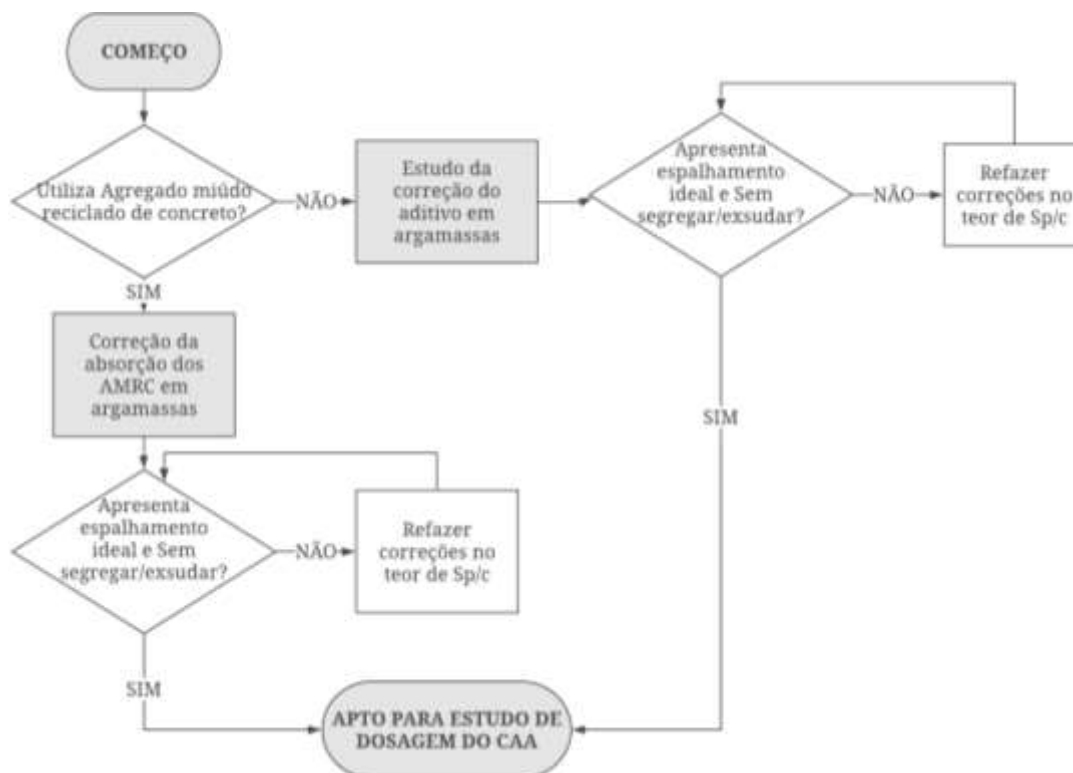 COMEÇO
Utiliza Agregado miúdo
reciclado de concreto?
NÃO
Estudo da
correção do
aditivo em
argamassas
Apresenta
espalhamento
ideal e Sem
segregar/exsudar?
NÃO
Refazer
correções no
teor de Sp/c
SIM
SIM
Correção da
absorção dos
AMRC em
argamassas
Apresenta
espalhamento
ideal e Sem
segregar/exsudar?
NÃO
Refazer
correções no
teor de Sp/c
SIM
APTO PARA ESTUDO DE
DOSAGEM DO CAA